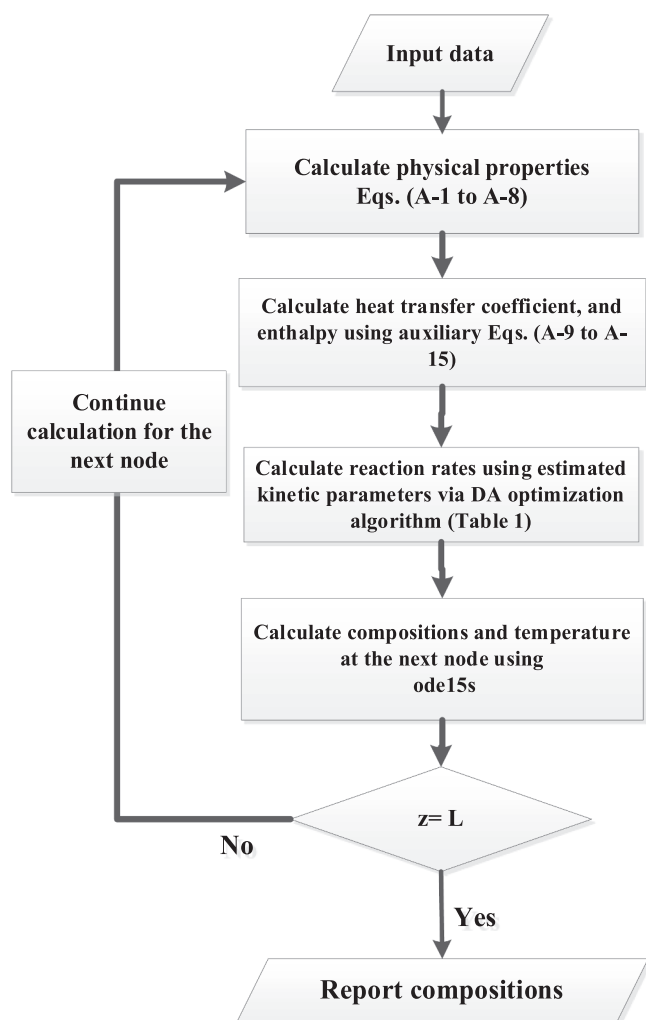 Input data
Calculate physical properties
Eqs. (A-1 to A-8)
Calculate heat transfer coefficient, and
enthalpy using auxiliary Eqs. (A-9 to A-
15)
Continue
calculation for the
next node
Calculate reaction rates using estimated
kinetic parameters via DA optimization
algorithm (Table 1)
Calculate compositions and temperature
at the next node using
ode15s
z= L
No
Yes
Report compositions